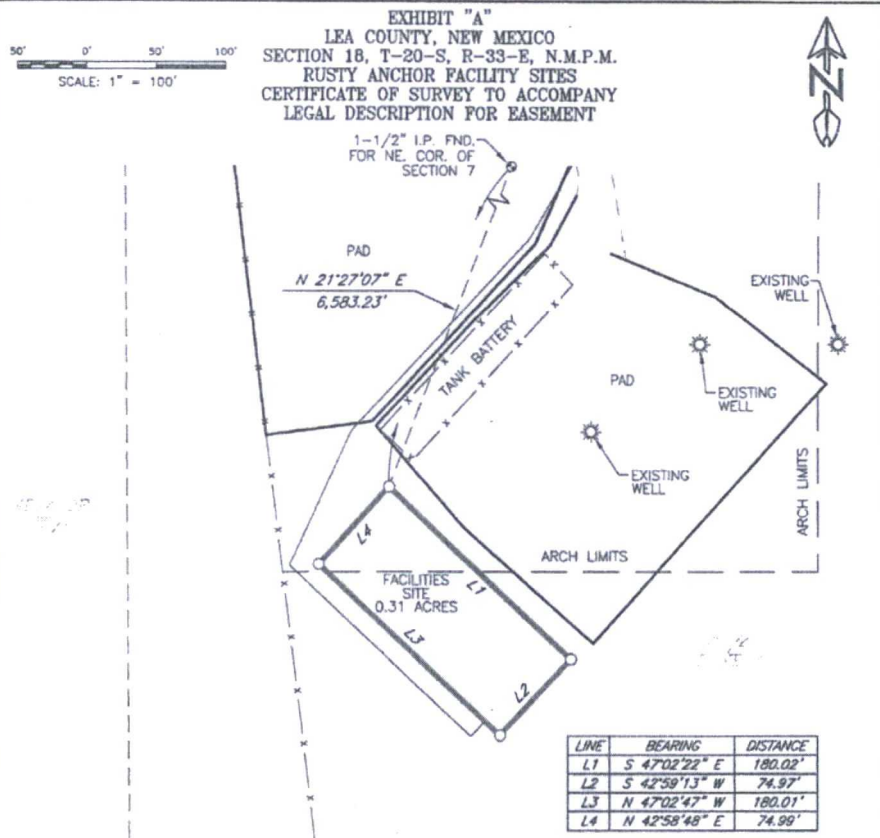 EXHIBIT "A"
LEA COUNTY, NEW MEXICO
SECTION 18, T-20-S, R-33-E, N.M.P.M.
RUSTY ANCHOR FACILITY SITES
CERTIFICATE OF SURVEY TO ACCOMPANY
LEGAL DESCRIPTION FOR EASEMENT
50' 0' 50' 100'
SCALE: 1" = 100'
N
1-1/2" I.P. FND.
FOR NE. COR. OF
SECTION 7
PAD
N 21°27'07" E
6,583.23'
TANK BATTERY
PAD
EXISTING
WELL
EXISTING
WELL
EXISTING
WELL
ARCH LIMITS
ARCH LIMITS
FACILITIES
SITE
0.31 ACRES
L4
L1
L3
L2
LINE BEARING DISTANCE
L1 S 47°02'22" E 180.02'
L2 S 42°59'13" W 74.97'
L3 N 47°02'47" W 180.01'
L4 N 42°58'48" E 74.99'